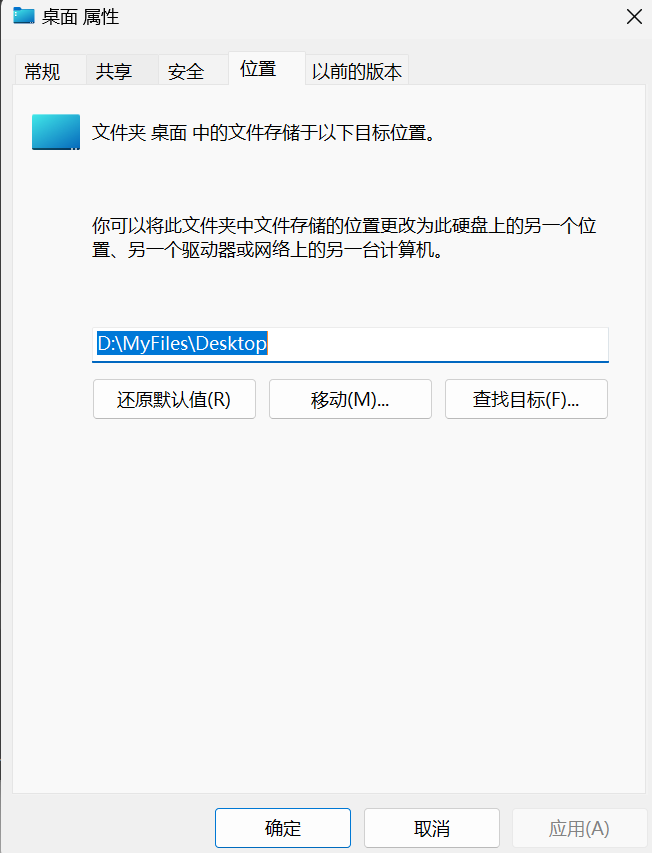 桌面 属性
常规 共享 安全 位置 以前的版本
文件夹 桌面 中的文件存储于以下目标位置。
你可以将此文件夹中文件存储的位置更改为此硬盘上的另一个位
置、另一个驱动器或网络上的另一台计算机。
D:\MyFiles\Desktop
还原默认值(R) 移动(M)... 查找目标(F)...
确定 取消 应用(A)